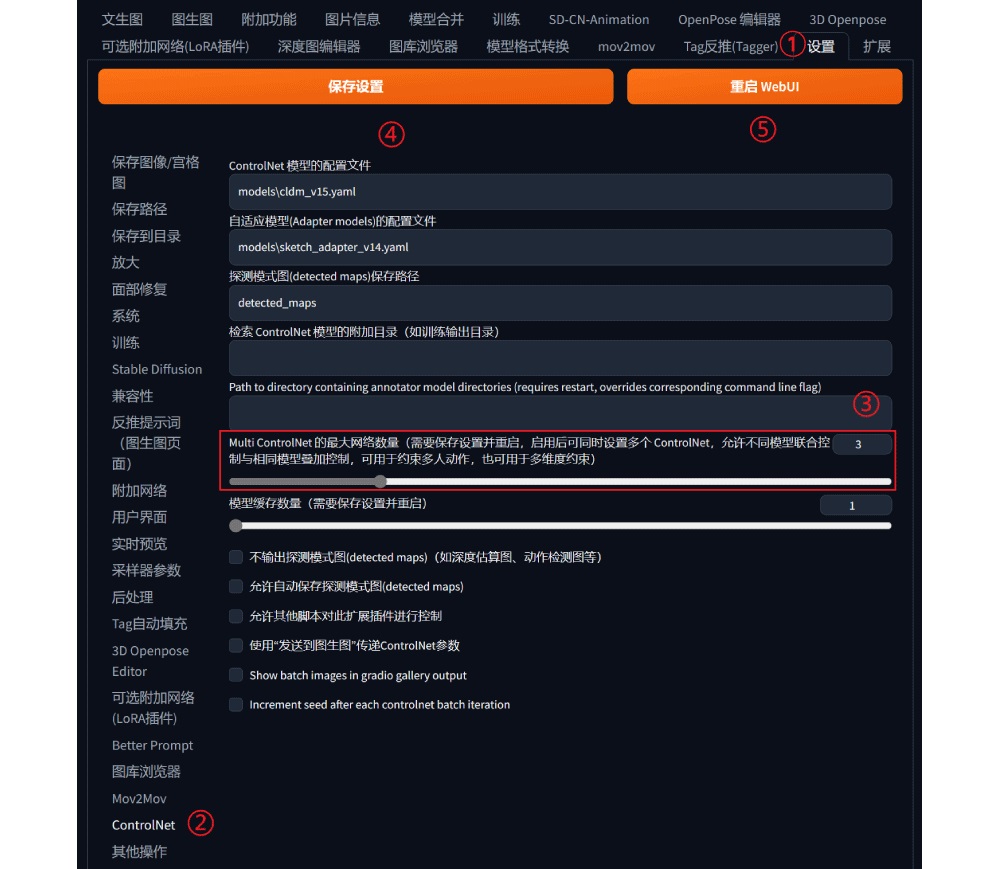 文生图 图生图 附加功能 图片信息 模型合并 训练 SD-CN-Animation OpenPose 编辑器 3D Openpose
可选附加网络(LoRA插件) 深度图编辑器 图库浏览器 模型格式转换 mov2mov Tag反推(Tagger) ① 设置 扩展
保存设置 重启 WebUI
④ ⑤
保存图像/宫格
图
保存路径
保存到目录
放大
面部修复
系统
训练
Stable Diffusion
兼容性
反推提示词
（图生图页
面）
附加网络
用户界面
实时预览
采样器参数
后处理
Tag自动填充
3D Openpose
Editor
可选附加网络
(LoRA插件)
Better Prompt
图库浏览器
Mov2Mov
ControlNet ②
其他操作
ControlNet 模型的配置文件
models\cldm_v15.yaml
自适应模型(Adapter models)的配置文件
models\sketch_adapter_v14.yaml
探测模式图(detected maps)保存路径
detected_maps
检索 ControlNet 模型的附加目录（如训练输出目录）
Path to directory containing annotator model directories (requires restart, overrides corresponding command line flag)
③
Multi ControlNet 的最大网络数量（需要保存设置并重启，启用后可同时设置多个 ControlNet，允许不同模型联合控 3
制与相同模型叠加控制，可用于约束多人动作，也可用于多维度约束）
模型缓存数量（需要保存设置并重启） 1
不输出探测模式图(detected maps)（如深度估算图、动作检测图等）
允许自动保存探测模式图(detected maps)
允许其他脚本对此扩展插件进行控制
使用“发送到图生图”传递ControlNet参数
Show batch images in gradio gallery output
Increment seed after each controlnet batch iteration